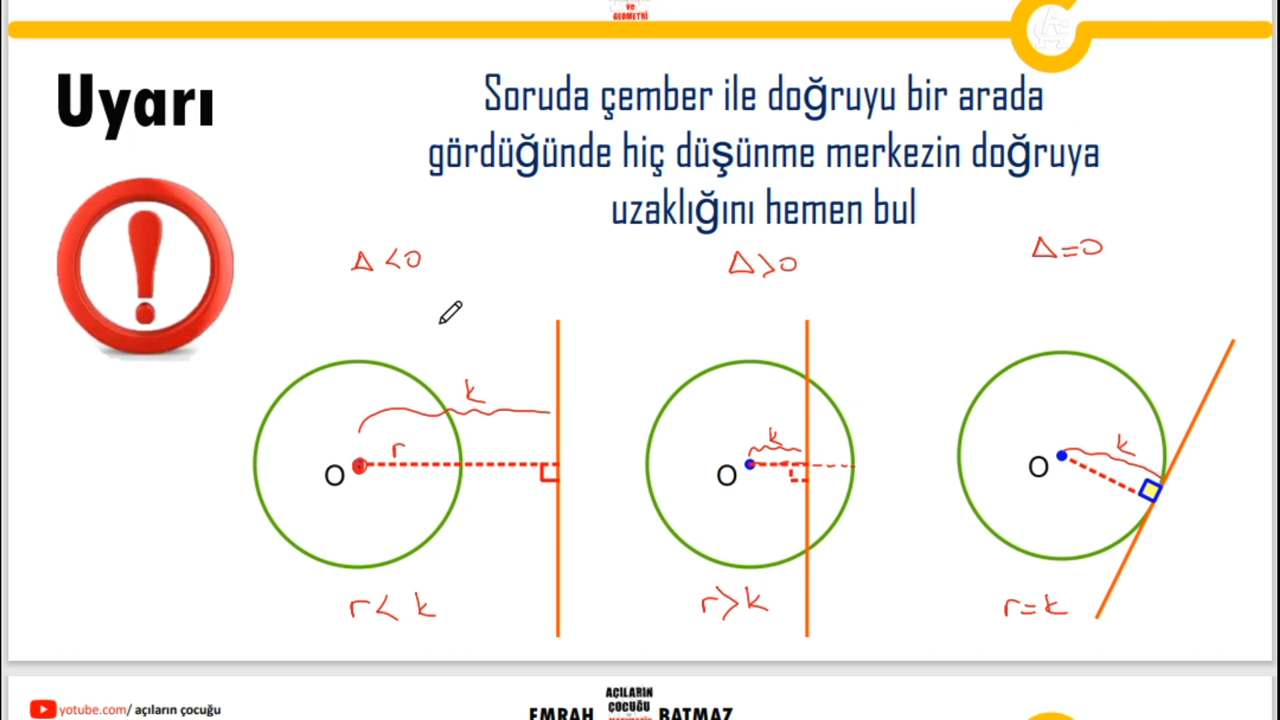 ve
GEOMETRİ
Uyarı
Soruda çember ile doğruyu bir arada
gördüğünde hiç düşünme merkezin doğruya
uzaklığını hemen bul
Δ<0
Δ>0
Δ=0
k
r
O
k
O
k
O
r< k
r>k
r=k
yotube.com/ açıların çocuğu
EMRAH
AÇILARIN
ÇOCUĞU
BATMAZ